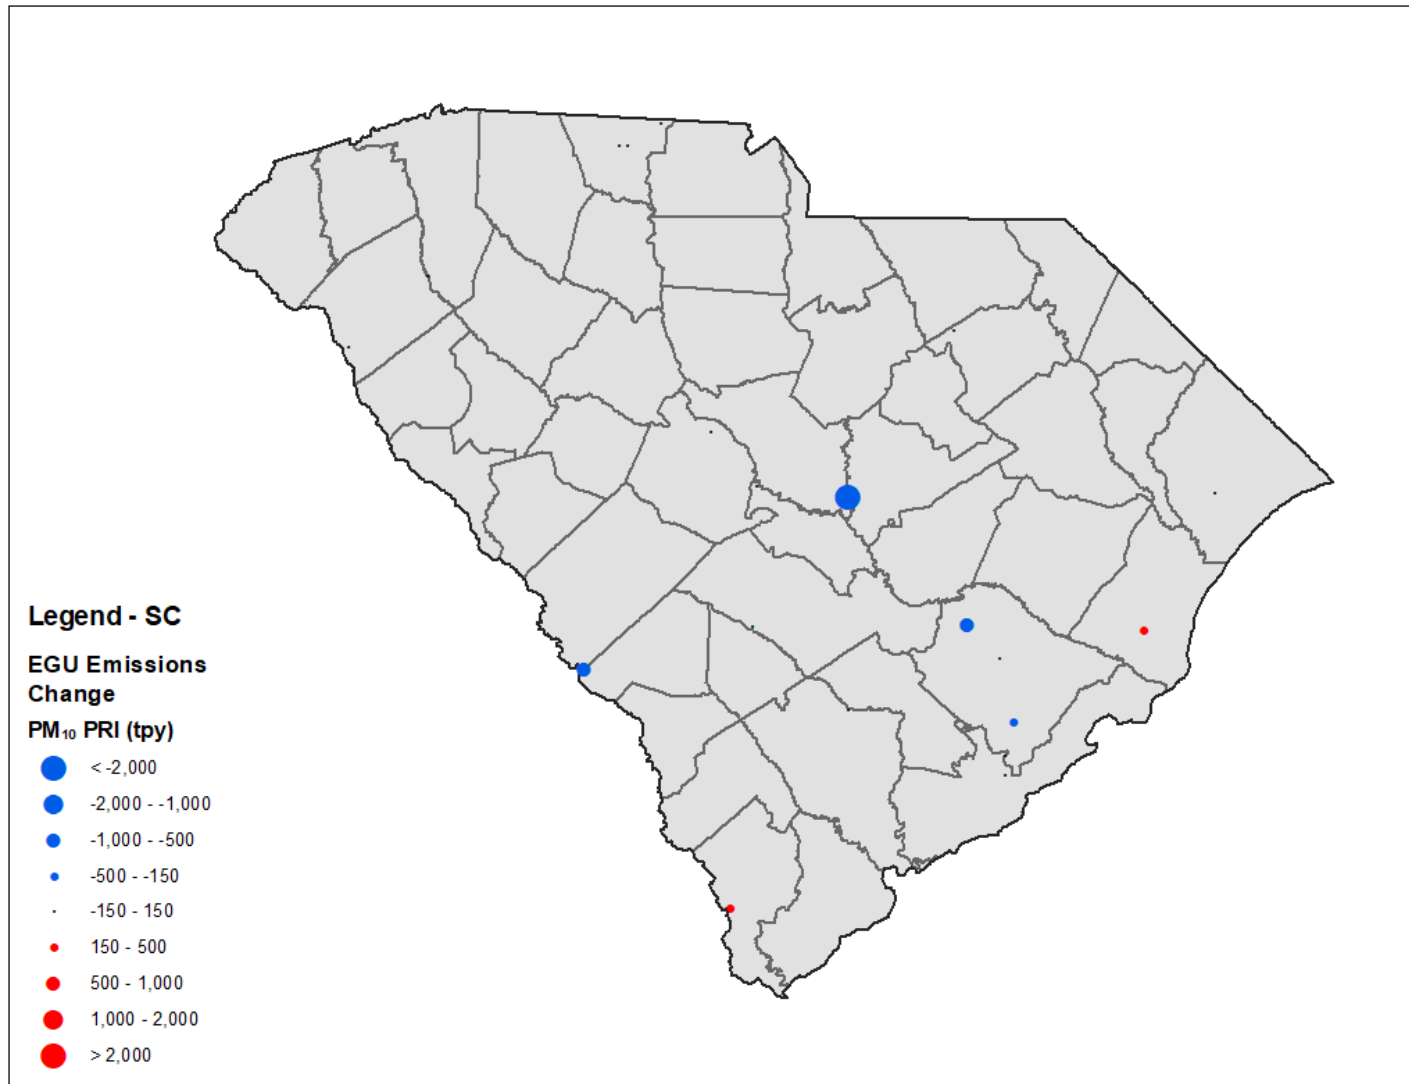 Legend - SC
EGU Emissions
Change
PM₁₀ PRI (tpy)
< -2,000
-2,000 - -1,000
-1,000 - -500
-500 - -150
-150 - 150
150 - 500
500 - 1,000
1,000 - 2,000
> 2,000